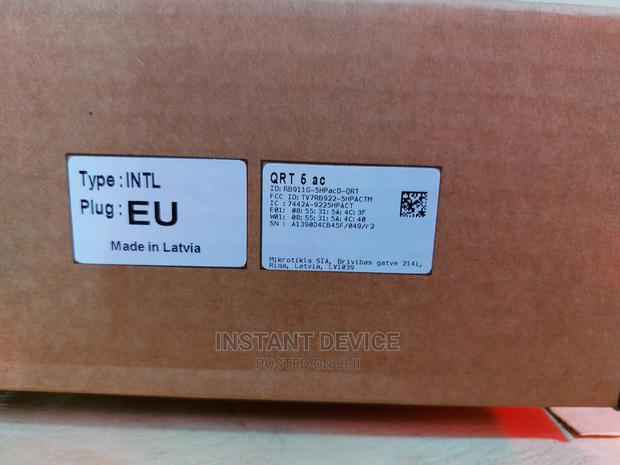 Type : INTL
Plug : EU
Made in Latvia
QRT 5 ac
ID: RB911G-5HPacD-QRT
FCC ID: TV7RB922-5HPACTM
IC : 7442A-9225HPACT
E01: 08:55:31:5A:4C:3F
W01: 08:55:31:5A:4C:40
SN : A1390D4CB45F/049/r2
Mikrotikls SIA, Brivibas gatve 214i,
Riga, Latvia, LV1039
INSTANT DEVICE
POSTED ON JIJI